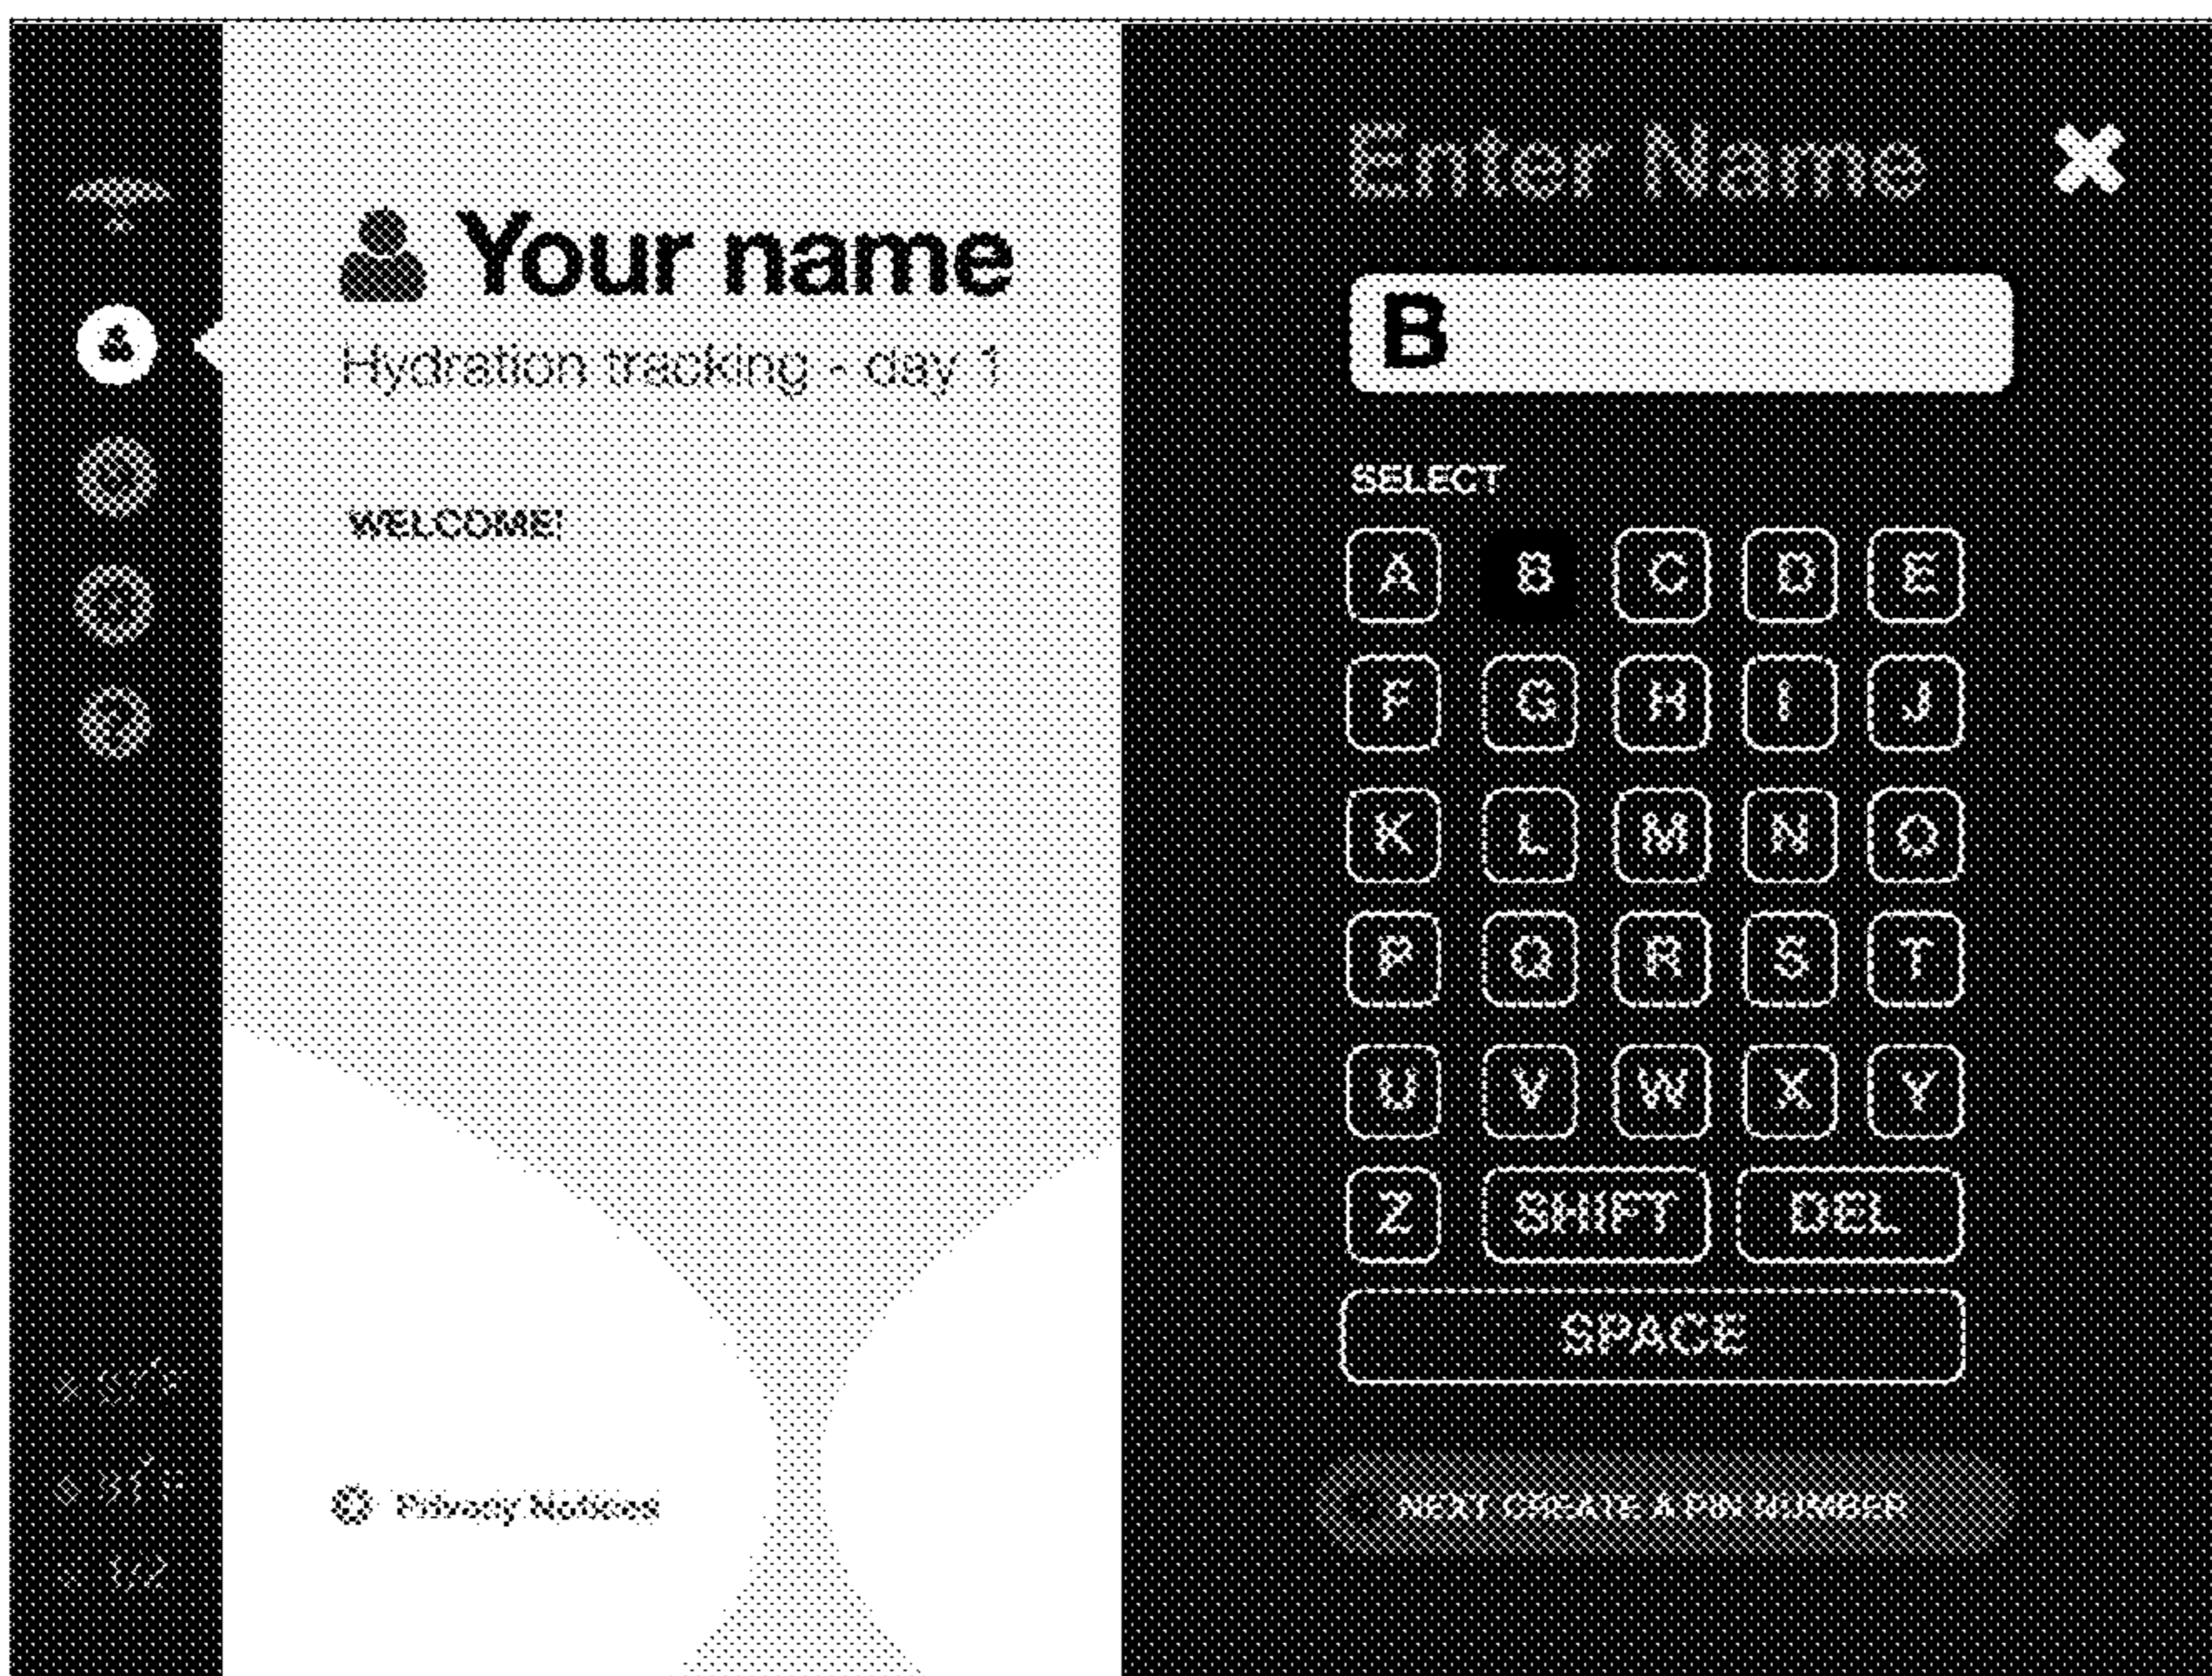 Your name
Hydration tracking - day 1
WELCOME!
Privacy Notices
Enter Name
B
SELECT
A B C D E
F G H I J
K L M N O
P Q R S T
U V W X Y
Z SHIFT DEL
SPACE
NEXT CREATE A PIN NUMBER